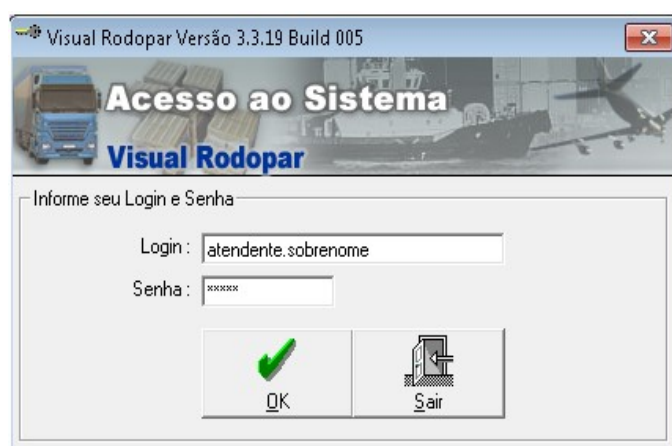 Visual Rodopar Versão 3.3.19 Build 005
Acesso ao Sistema
Visual Rodopar
Informe seu Login e Senha
Login : atendente.sobrenome
Senha : xxxxx
OK Sair